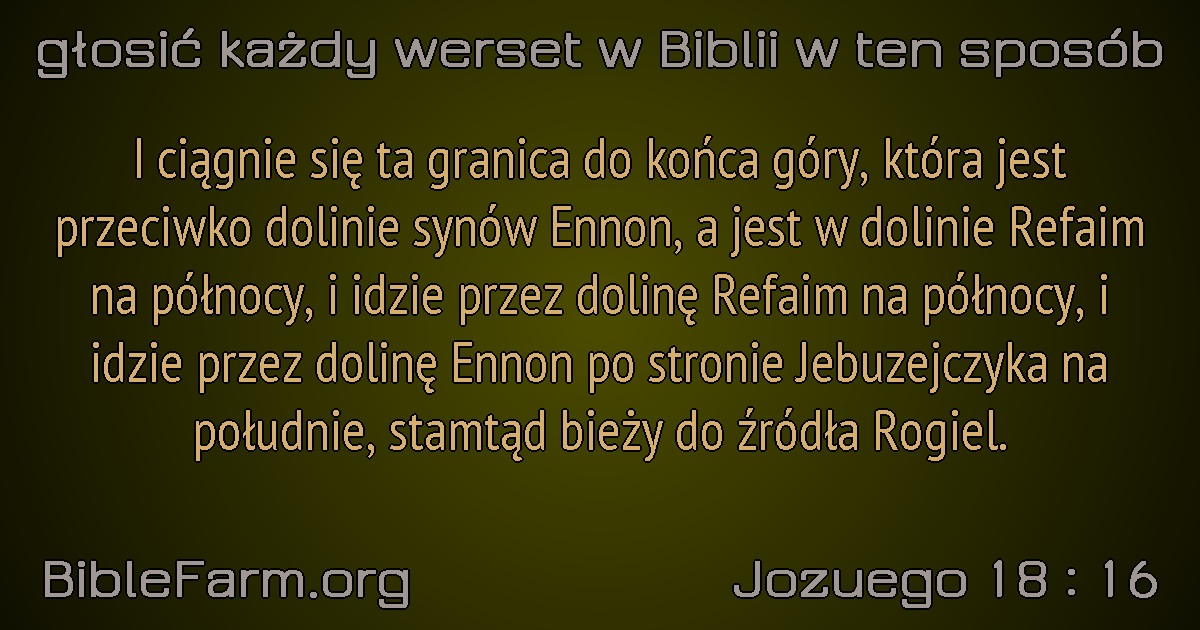 głosić każdy werset w Biblii w ten sposób
I ciągnie się ta granica do końca góry, która jest
przeciwko dolinie synów Ennon, a jest w dolinie Refaim
na północy, i idzie przez dolinę Refaim na północy, i
idzie przez dolinę Ennon po stronie Jebuzejczyka na
południe, stamtąd bieży do źródła Rogiel.
BibleFarm.org
Jozuego 18 : 16